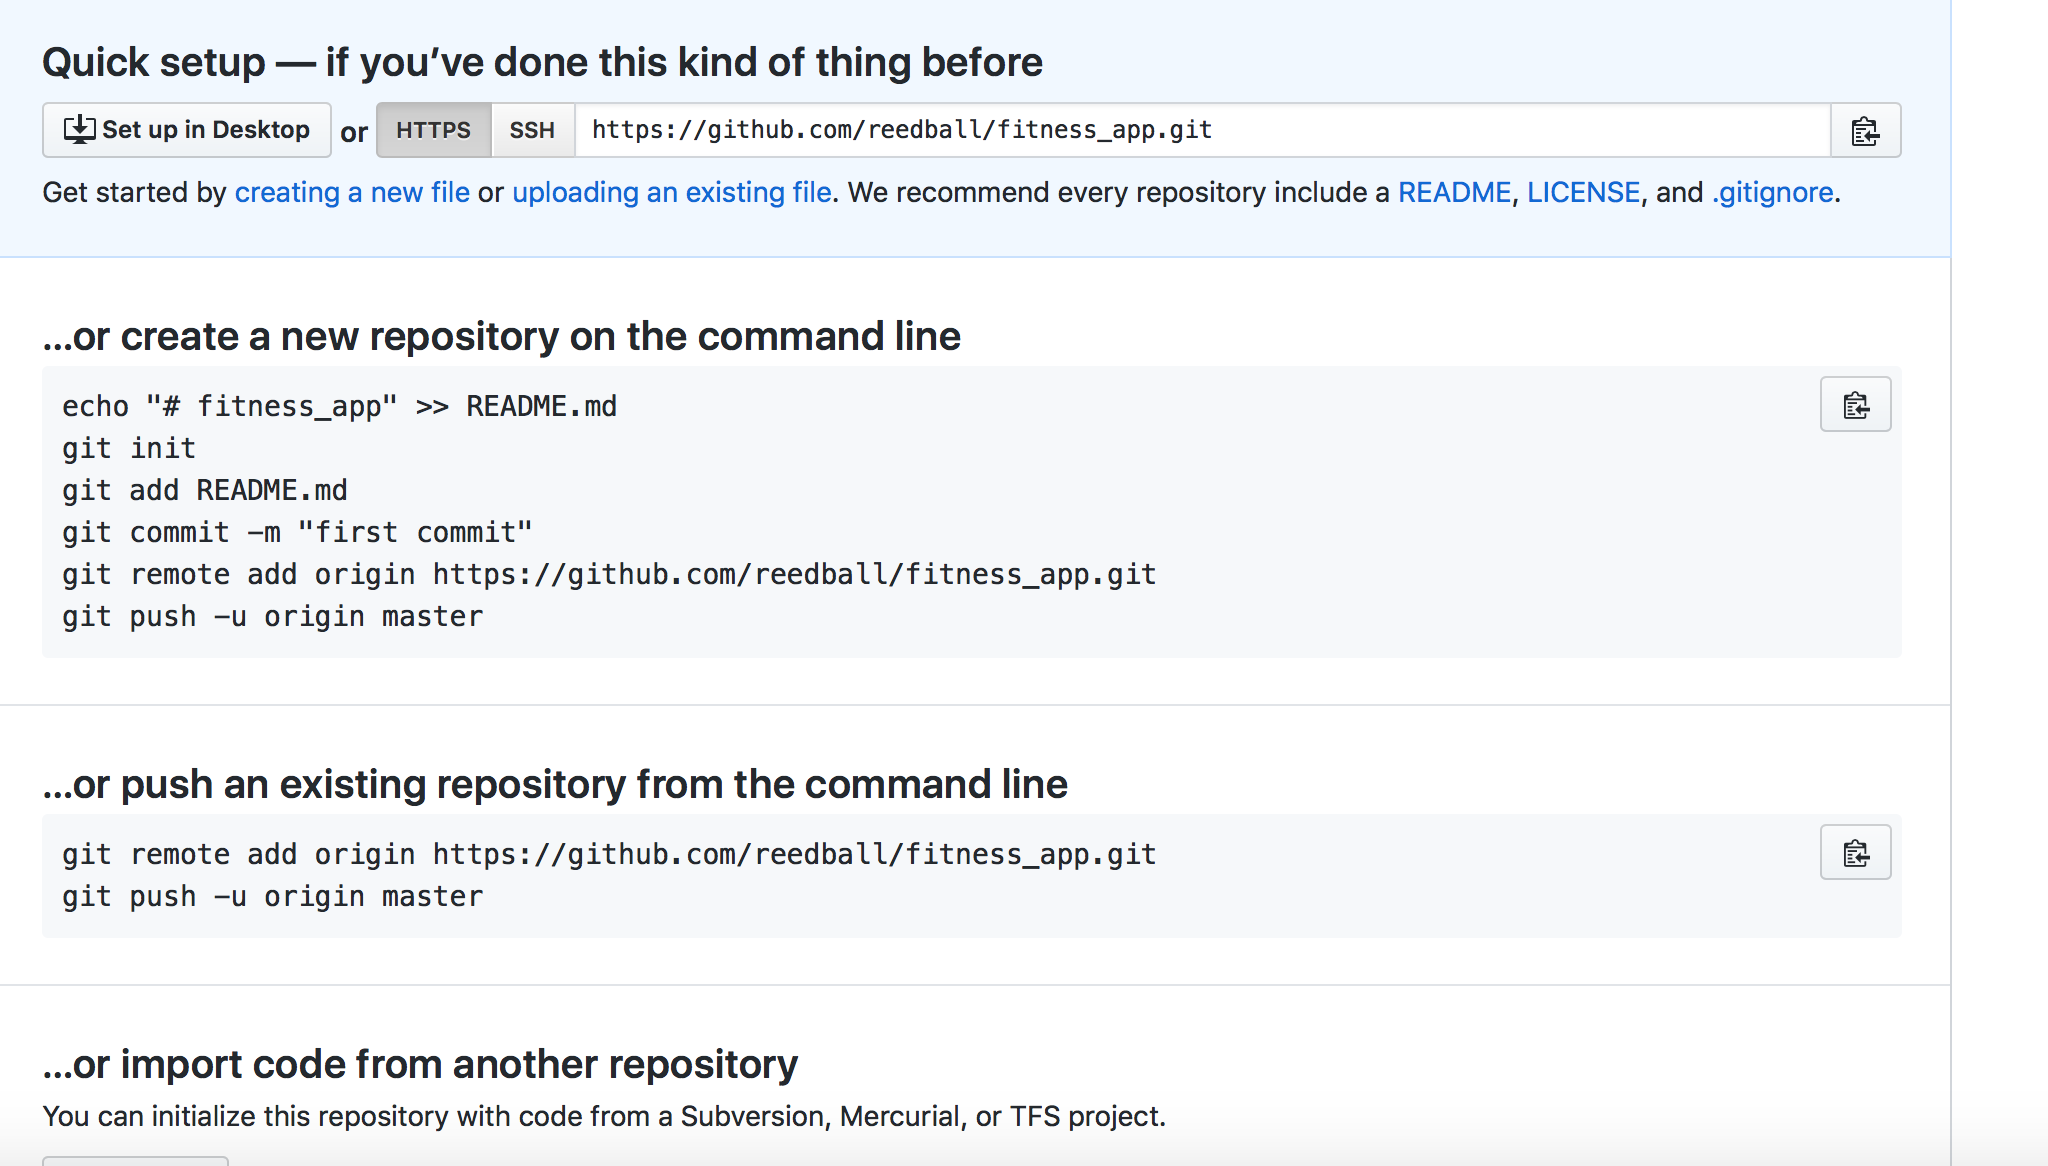 Quick setup — if you’ve done this kind of thing before
Set up in Desktop or HTTPS SSH https://github.com/reedball/fitness_app.git
Get started by creating a new file or uploading an existing file. We recommend every repository include a README, LICENSE, and .gitignore.
...or create a new repository on the command line
echo "# fitness_app" >> README.md
git init
git add README.md
git commit -m "first commit"
git remote add origin https://github.com/reedball/fitness_app.git
git push -u origin master
...or push an existing repository from the command line
git remote add origin https://github.com/reedball/fitness_app.git
git push -u origin master
...or import code from another repository
You can initialize this repository with code from a Subversion, Mercurial, or TFS project.